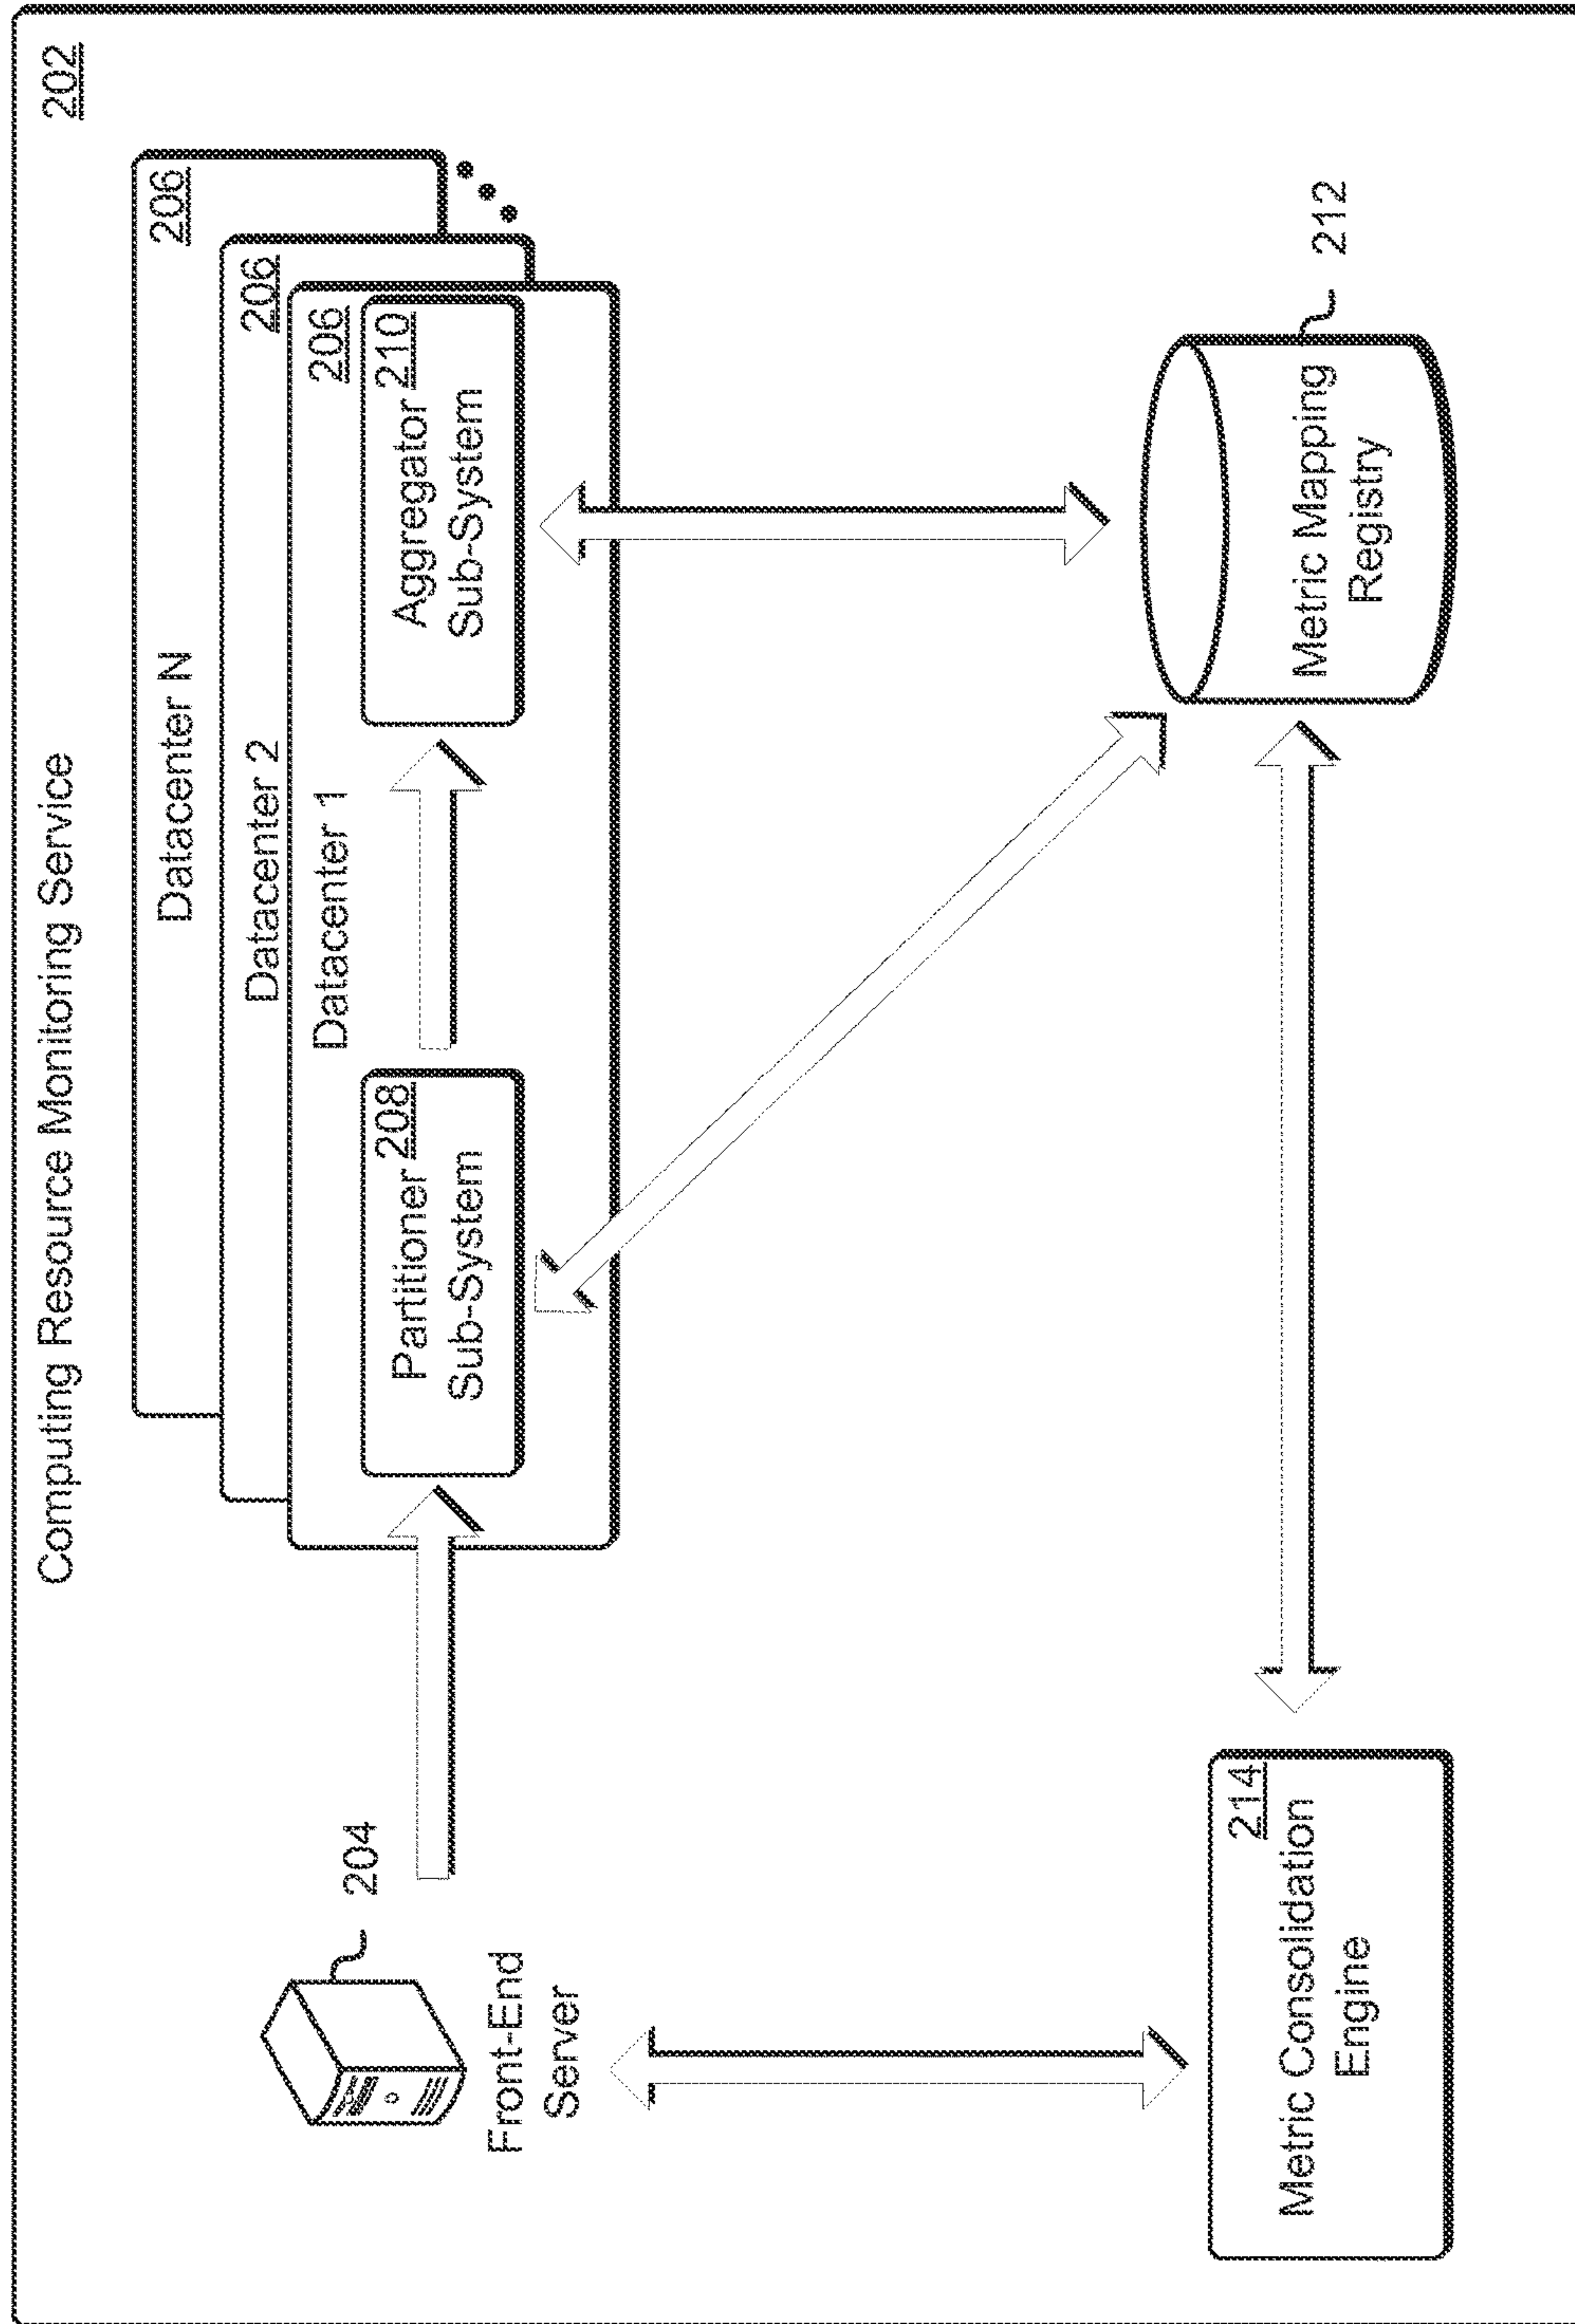 Computing Resource Monitoring Service
202
Datacenter N
206
Datacenter 2
206
Datacenter 1
206
204
Front-End
Server
Partitioner
208
Sub-System
Aggregator
210
Sub-System
214
Metric Consolidation
Engine
Metric Mapping
Registry
212